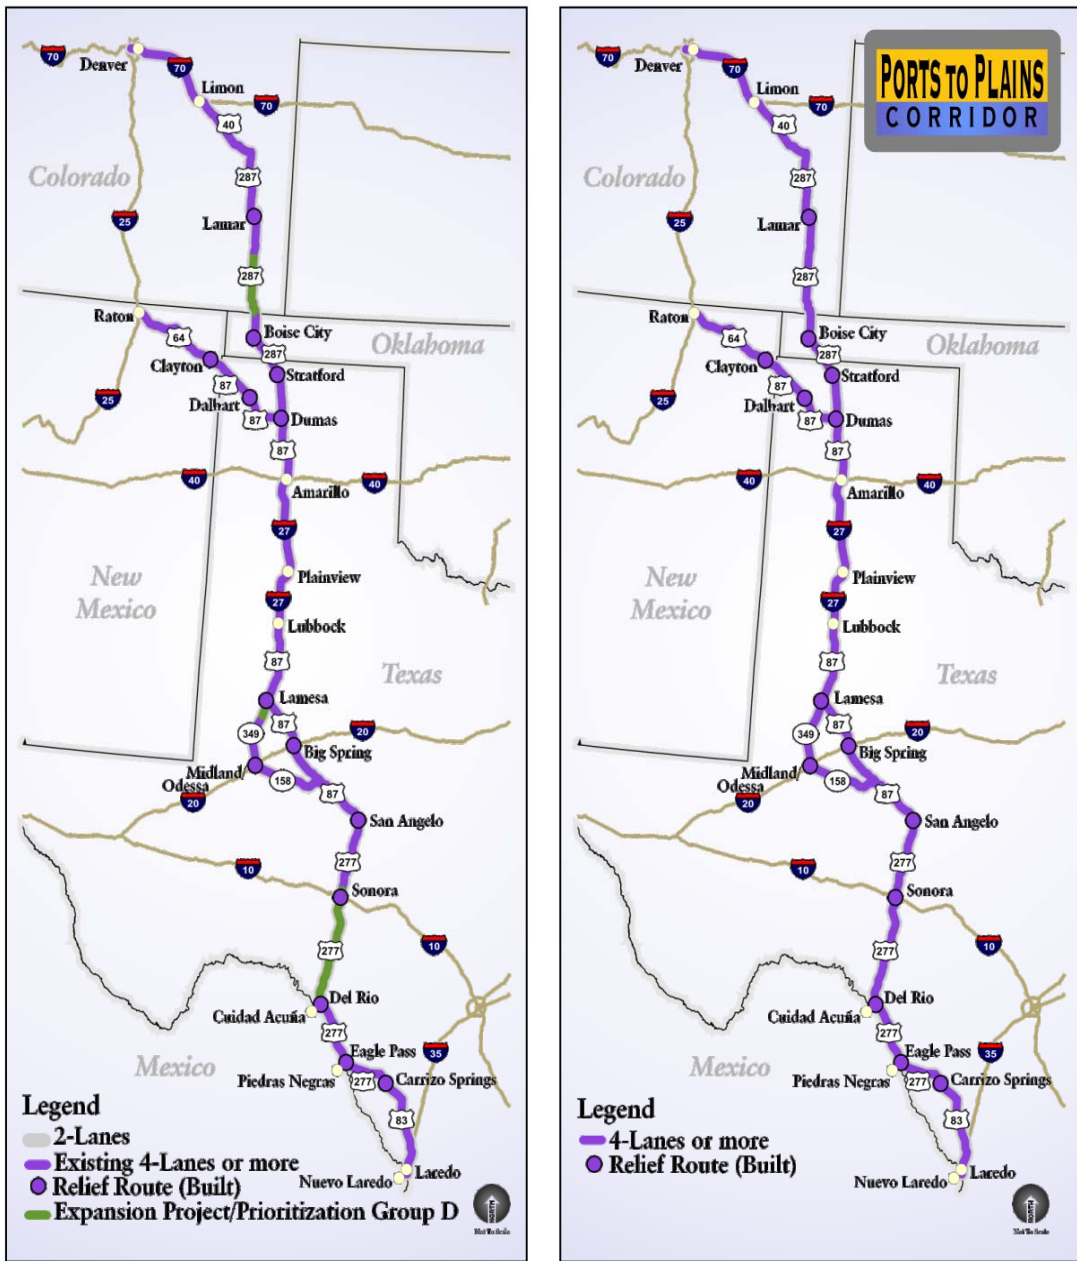 70
Denver
70
Limon
70
40
Colorado
287
25
Lamar
287
Raton
Boise City
64
Oklahoma
287
Clayton
Stratford
87
25
Dalhart
87
Dumas
87
40
Amarillo
40
27
Plainview
New
Mexico
27
Lubbock
87
Texas
Lamesa
349
87
20
Big Spring
Midland
Odessa
158
87
20
San Angelo
277
10
Sonora
277
10
Del Rio
Cuidad Acuña
277
Mexico
Eagle Pass
35
Piedras Negras
277
Carrizo Springs
83
Legend
2-Lanes
Existing 4-Lanes or more
Relief Route (Built)
Expansion Project/Prioritization Group D
Laredo
Nuevo Laredo
NORTH
Not To Scale
PORTS TO PLAINS
CORRIDOR
70
Denver
70
Limon
70
40
Colorado
287
25
Lamar
287
Raton
Boise City
64
Oklahoma
287
Clayton
Stratford
87
25
Dalhart
87
Dumas
87
40
Amarillo
40
27
Plainview
New
Mexico
27
Lubbock
87
Texas
Lamesa
349
87
20
Big Spring
Midland
Odessa
158
87
20
San Angelo
277
10
Sonora
277
10
Del Rio
Cuidad Acuña
277
Mexico
Eagle Pass
35
Piedras Negras
277
Carrizo Springs
83
Legend
4-Lanes or more
Relief Route (Built)
Laredo
Nuevo Laredo
NORTH
Not To Scale